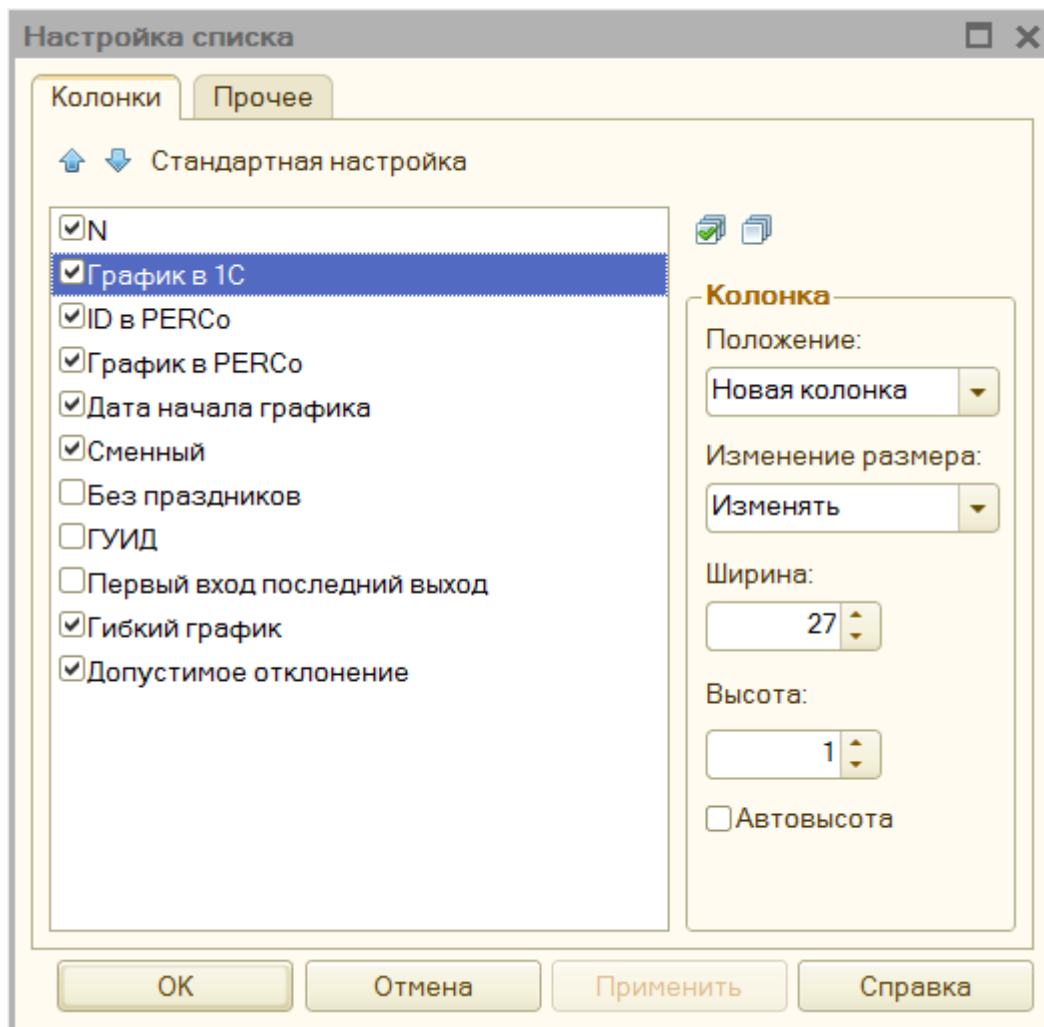 Настройка списка
Колонки
Прочее
Стандартная настройка
N
График в 1С
ID в PERCo
График в PERCo
Дата начала графика
Сменный
Без праздников
ГУИД
Первый вход последний выход
Гибкий график
Допустимое отклонение
Колонка
Положение:
Новая колонка
Изменение размера:
Изменять
Ширина:
27
Высота:
1
Автовысота
ОК
Отмена
Применить
Справка